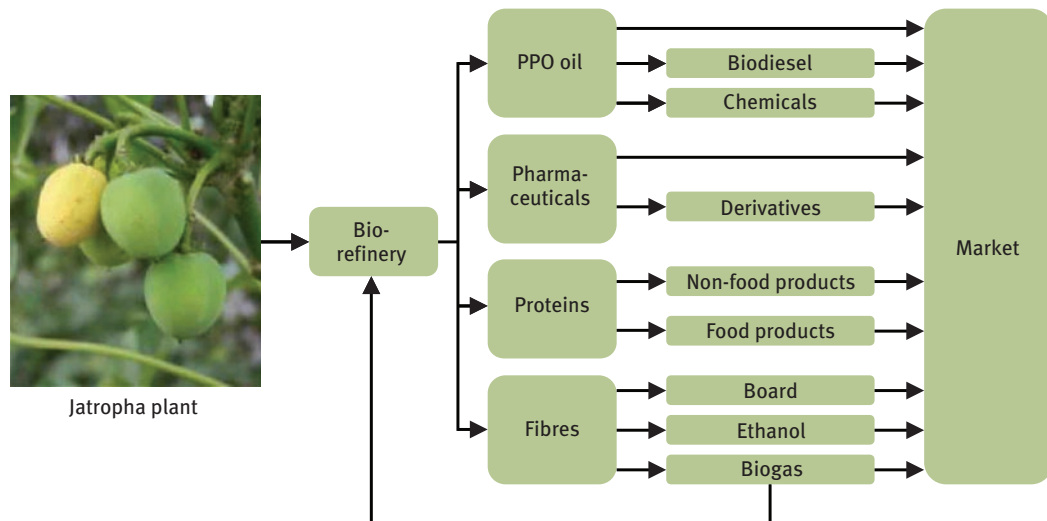 Jatropha plant
Bio-
refinery
PPO oil
Biodiesel
Chemicals
Pharma-
ceuticals
Derivatives
Proteins
Non-food products
Food products
Fibres
Board
Ethanol
Biogas
Market